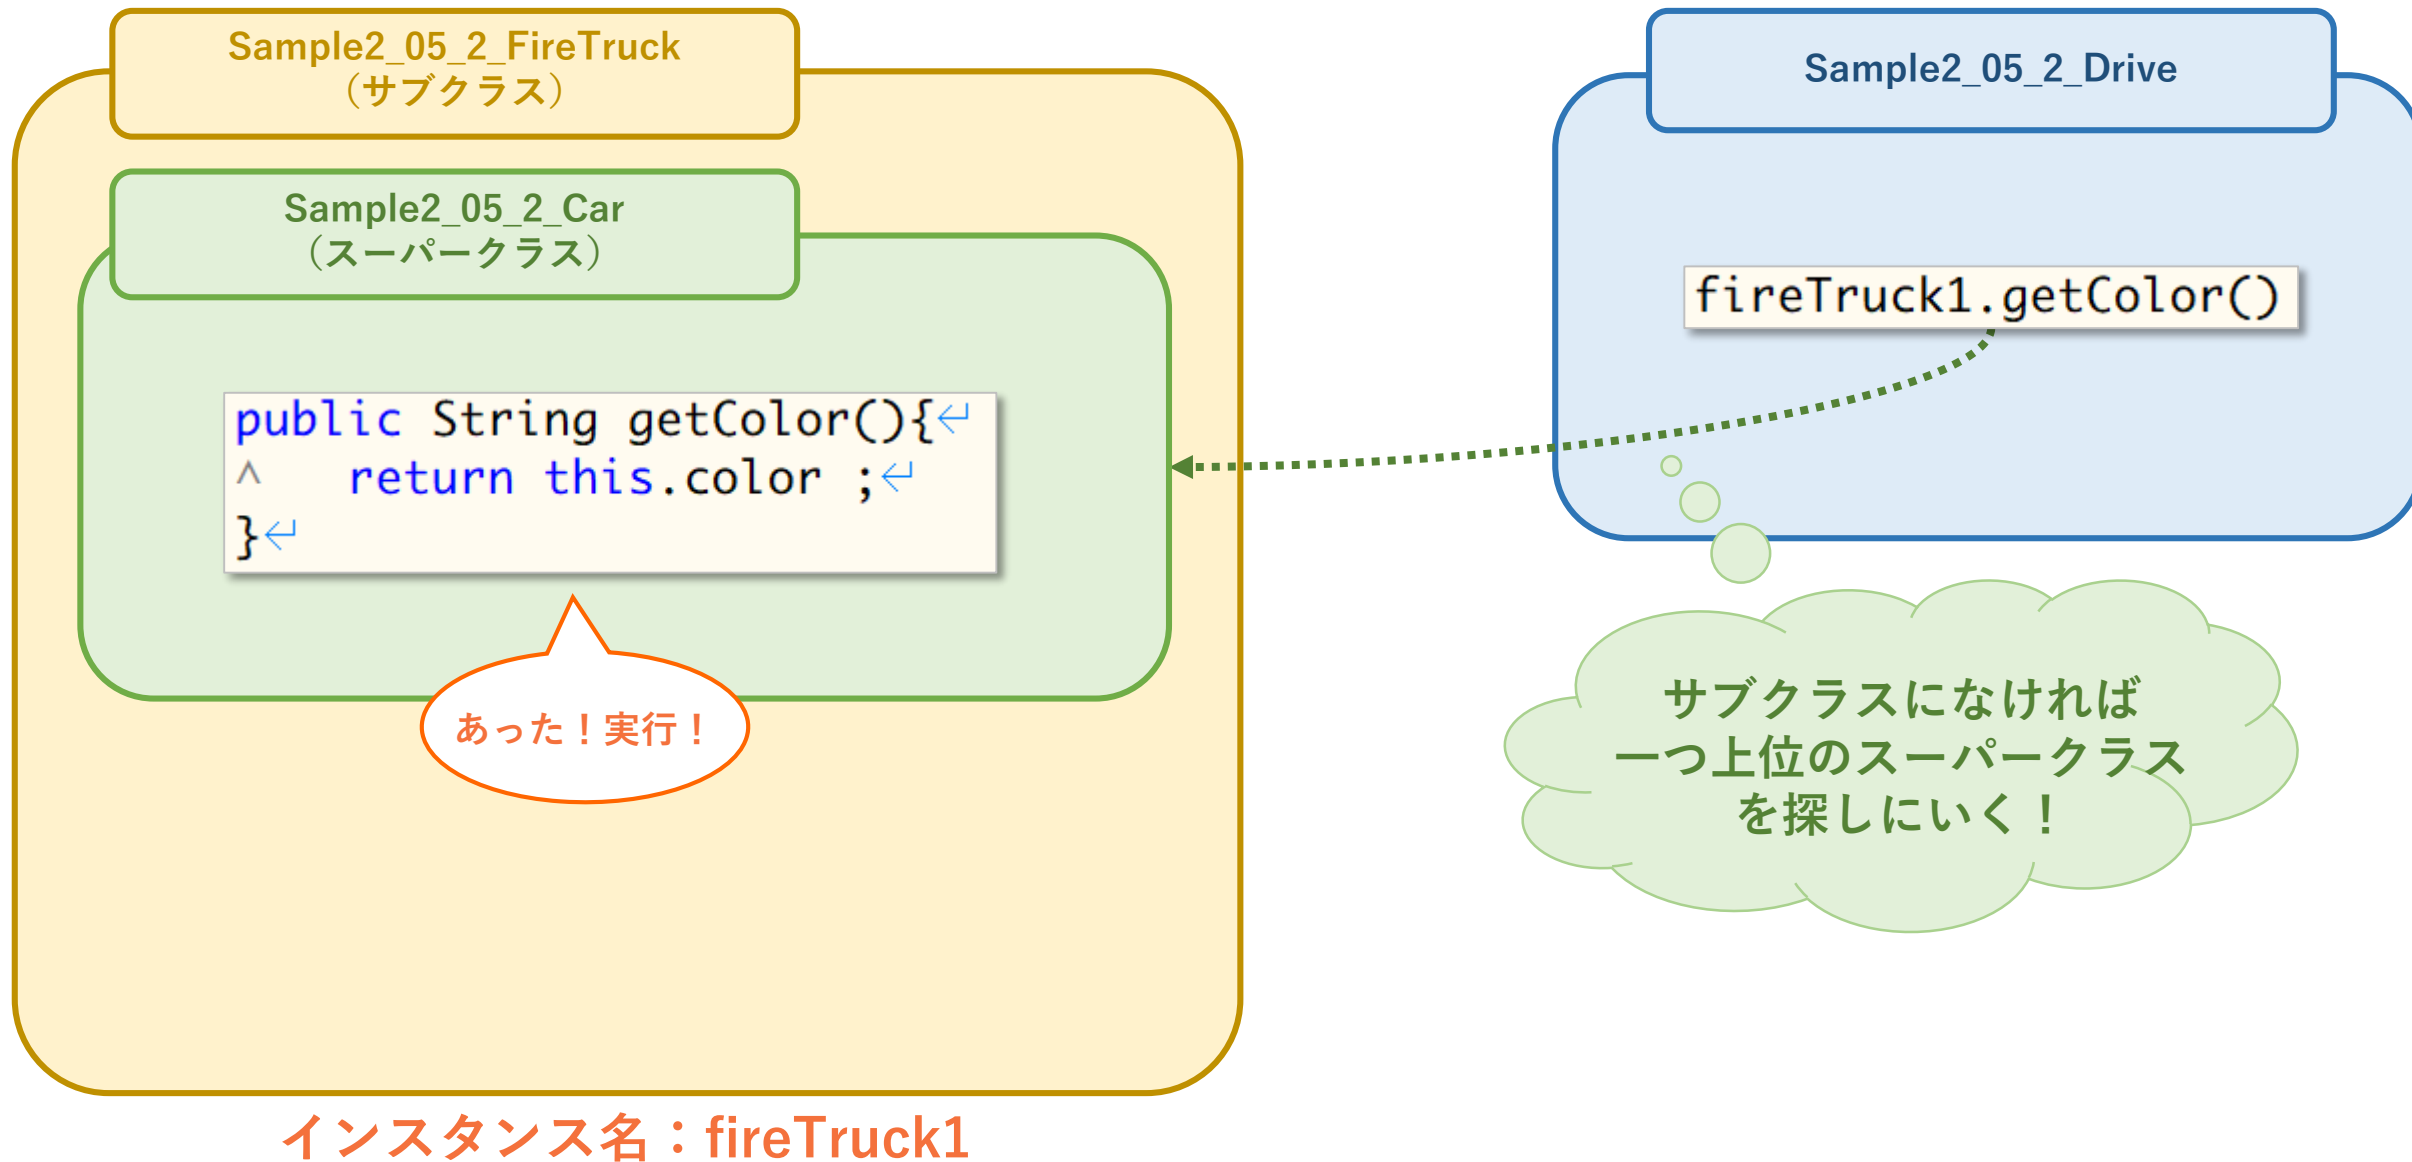 Sample2_05_2_FireTruck
（サブクラス）
Sample2_05_2_Car
（スーパークラス）
public String getColor(){↵
^   return this.color ;↵
}↵
あった！実行！
インスタンス名：fireTruck1
Sample2_05_2_Drive
fireTruck1.getColor()
サブクラスになければ
一つ上位のスーパークラス
を探しにいく！